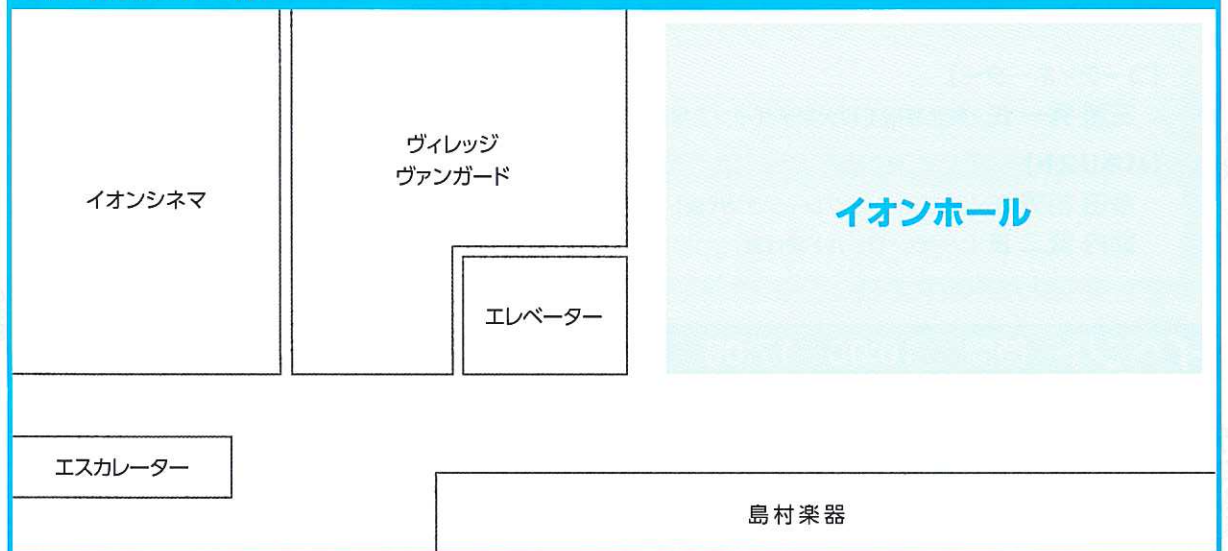 イオンシネマ
ヴィレッジ
ヴァンガード
イオンホール
エレベーター
エスカレーター
島村楽器